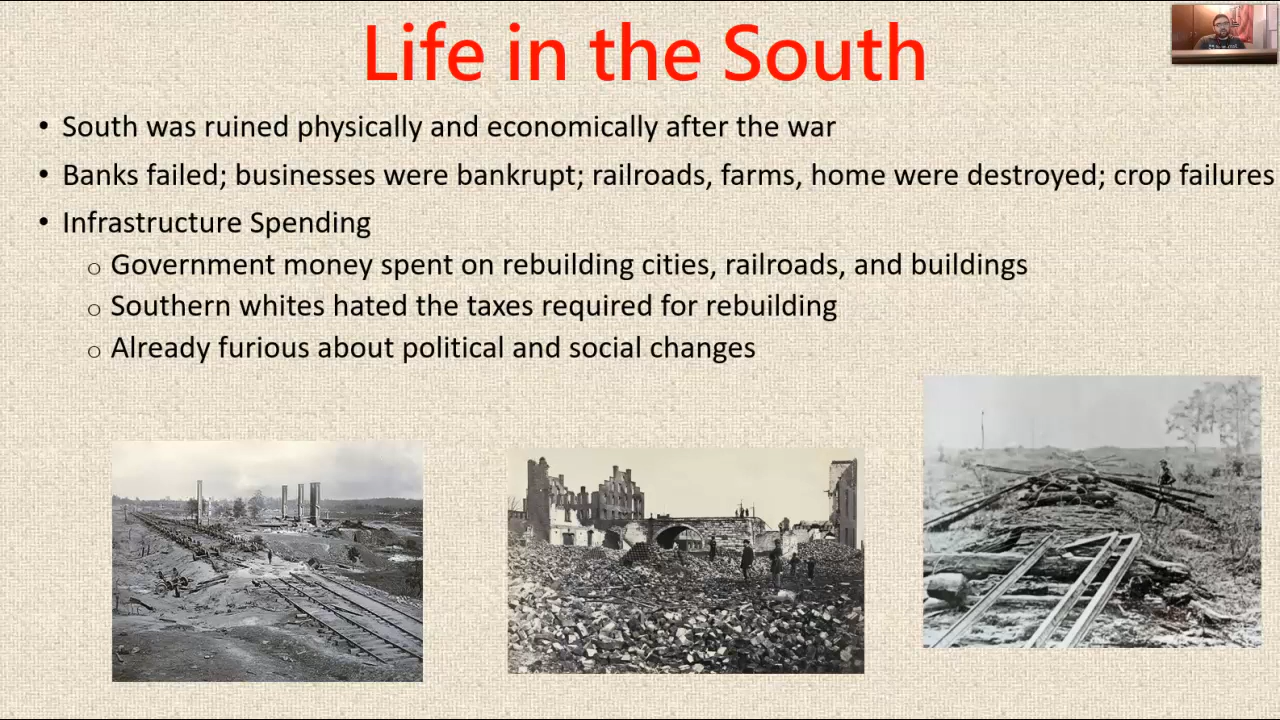 Life in the South
• South was ruined physically and economically after the war
• Banks failed; businesses were bankrupt; railroads, farms, home were destroyed; crop failures
• Infrastructure Spending
o Government money spent on rebuilding cities, railroads, and buildings
o Southern whites hated the taxes required for rebuilding
o Already furious about political and social changes